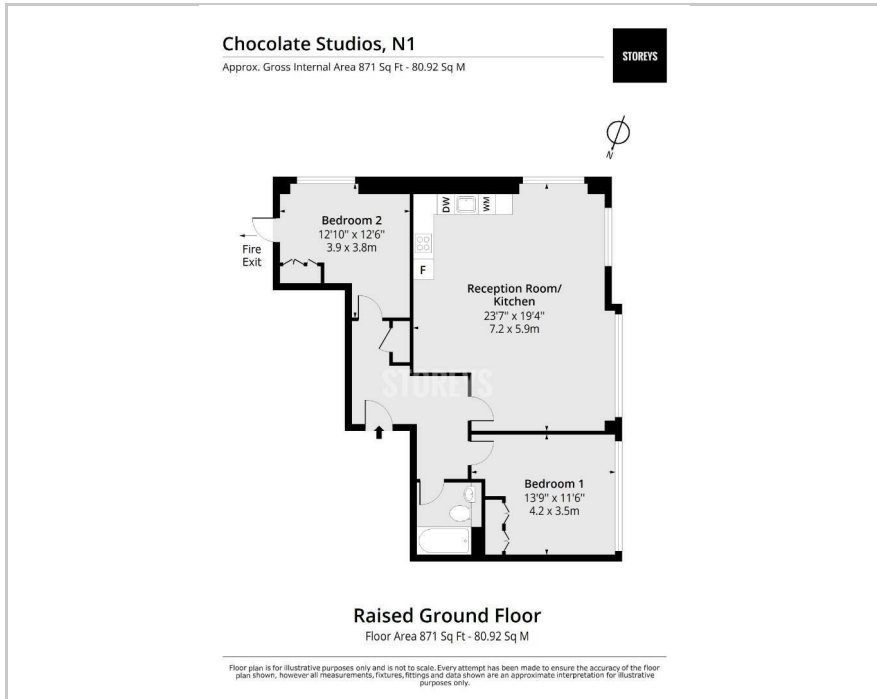 Chocolate Studios, N1
Approx. Gross Internal Area 871 Sq Ft - 80.92 Sq M
STOREYS
N
Fire
Exit
Bedroom 2
12'10" x 12'6"
3.9 x 3.8m
DW
WM
F
Reception Room/
Kitchen
23'7" x 19'4"
7.2 x 5.9m
STOREYS
Bedroom 1
13'9" x 11'6"
4.2 x 3.5m
Raised Ground Floor
Floor Area 871 Sq Ft - 80.92 Sq M
Floor plan is for illustrative purposes only and is not to scale. Every attempt has been made to ensure the accuracy of the floor
plan shown, however all measurements, fixtures, fittings and data shown are an approximate interpretation for illustrative
purposes only.